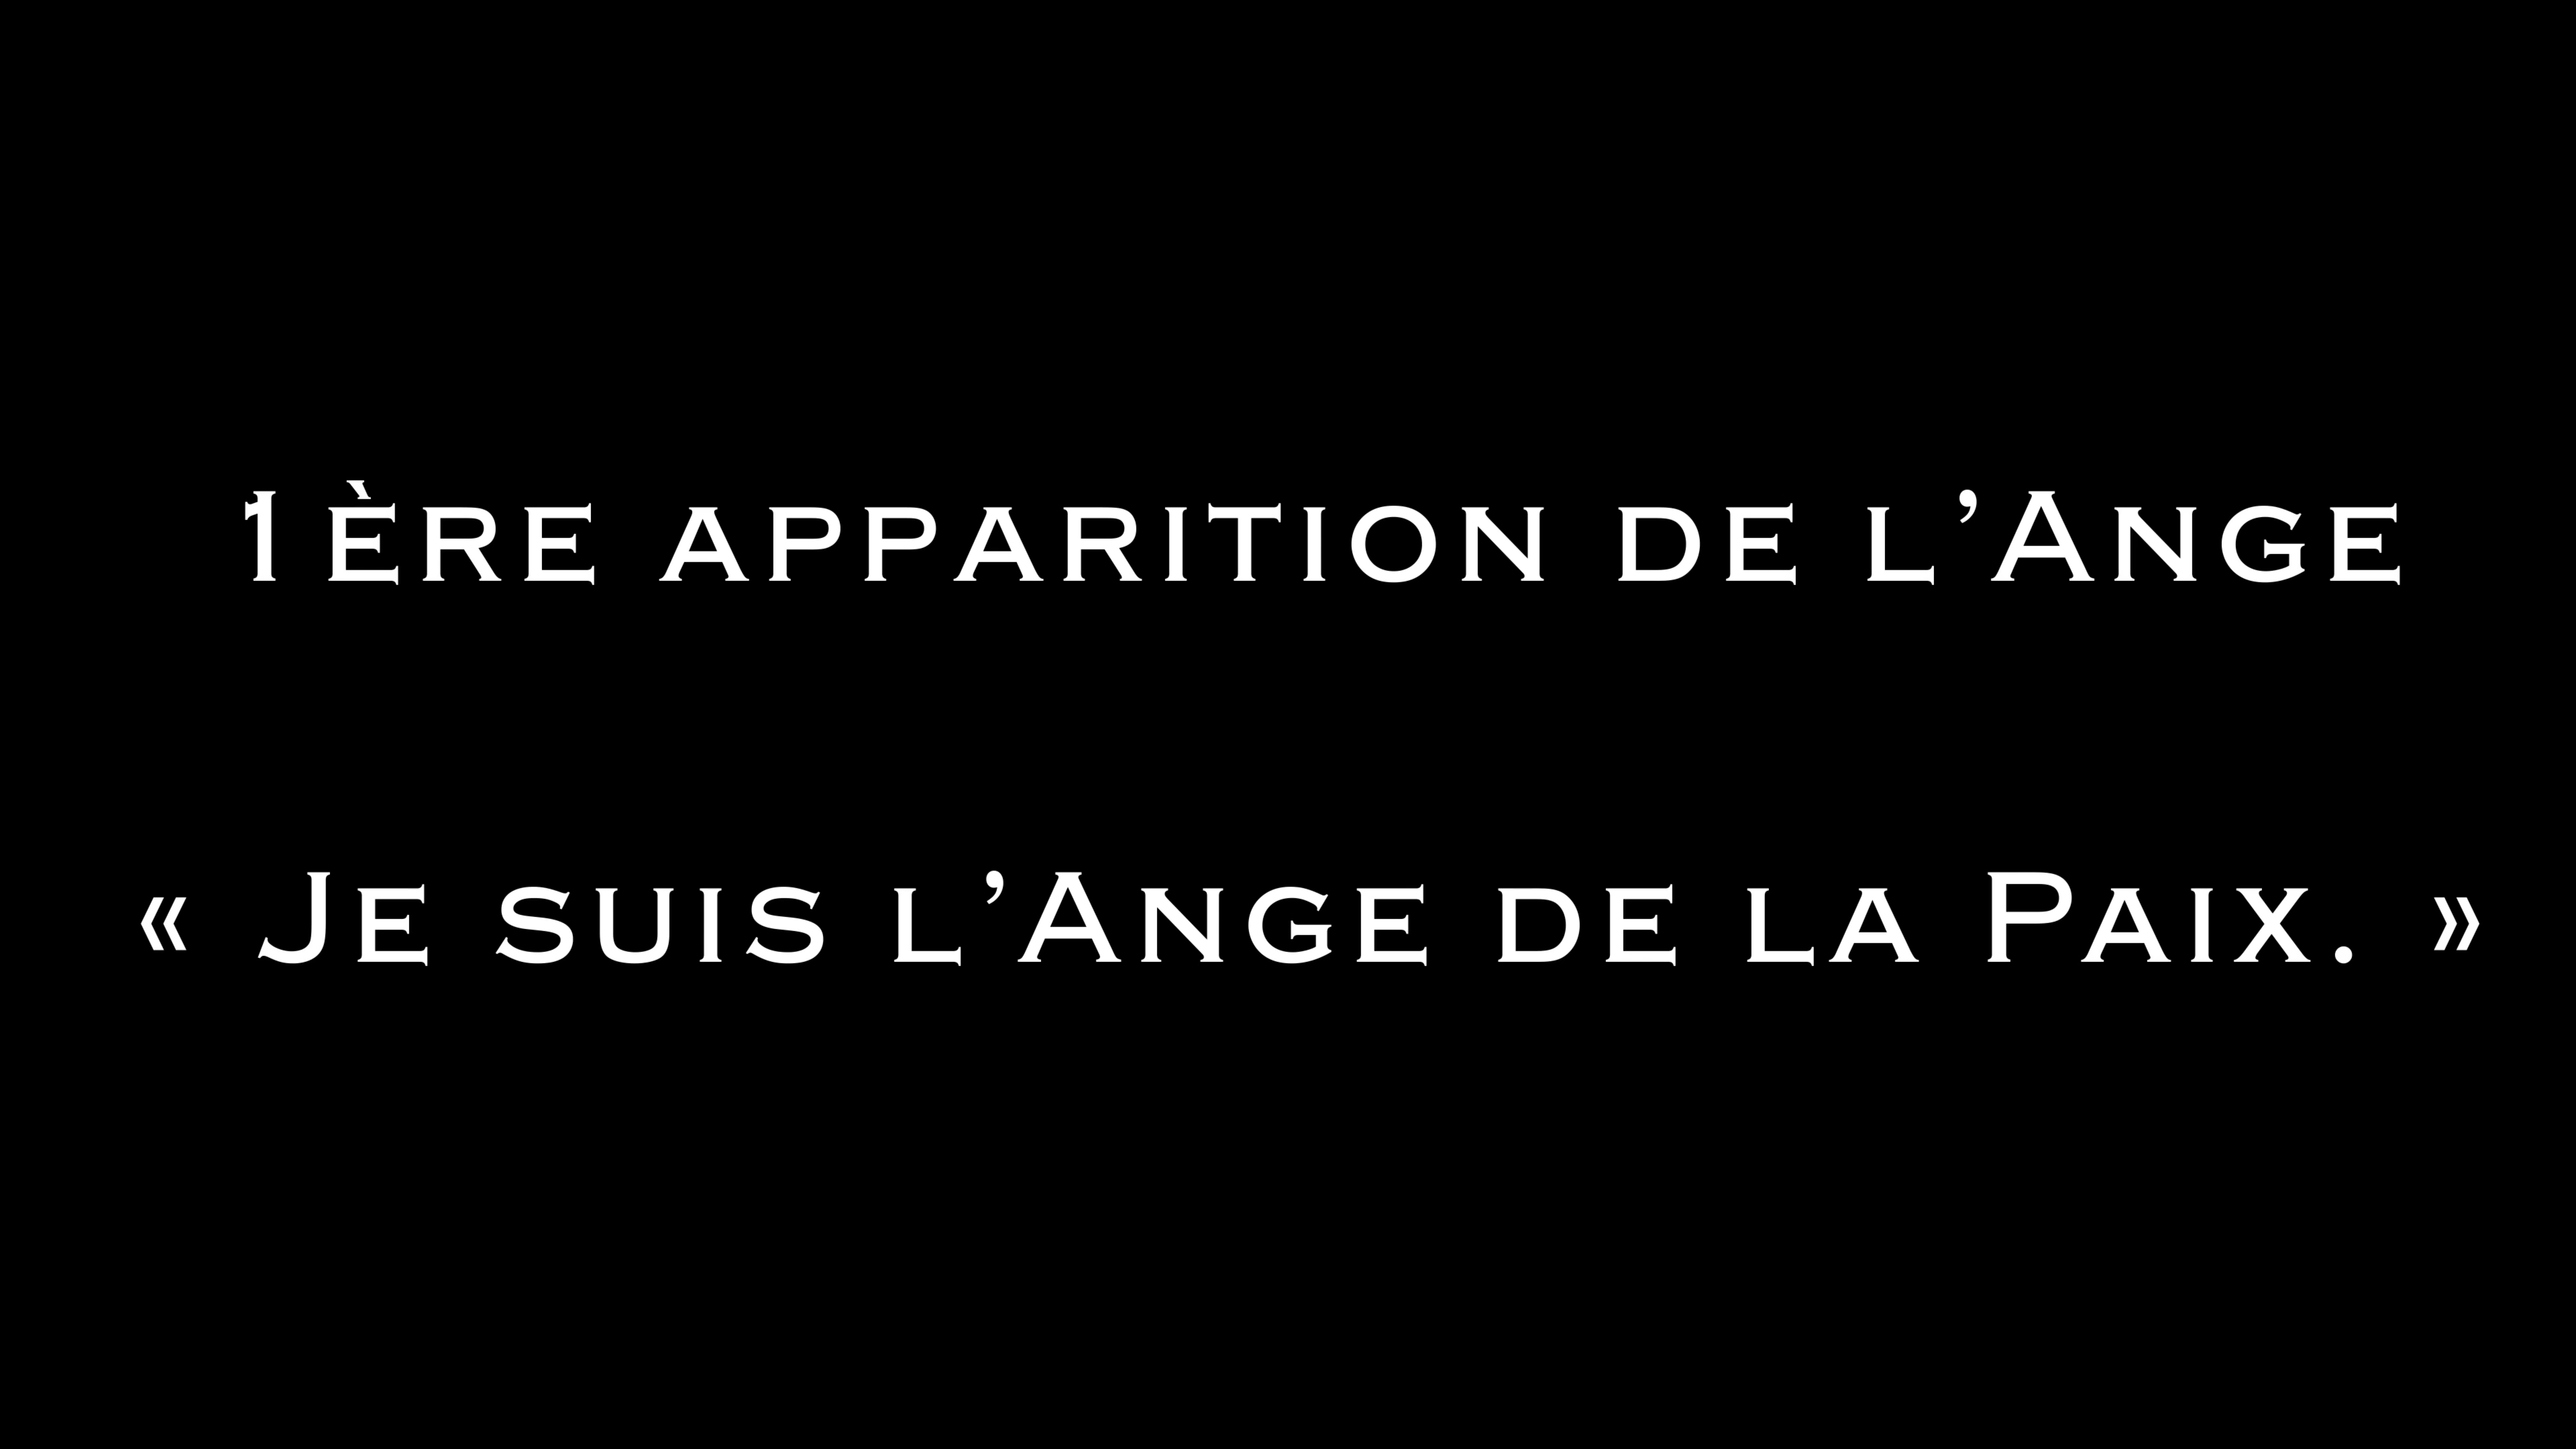 1ère apparition de l’Ange
« Je suis l’Ange de la Paix. »